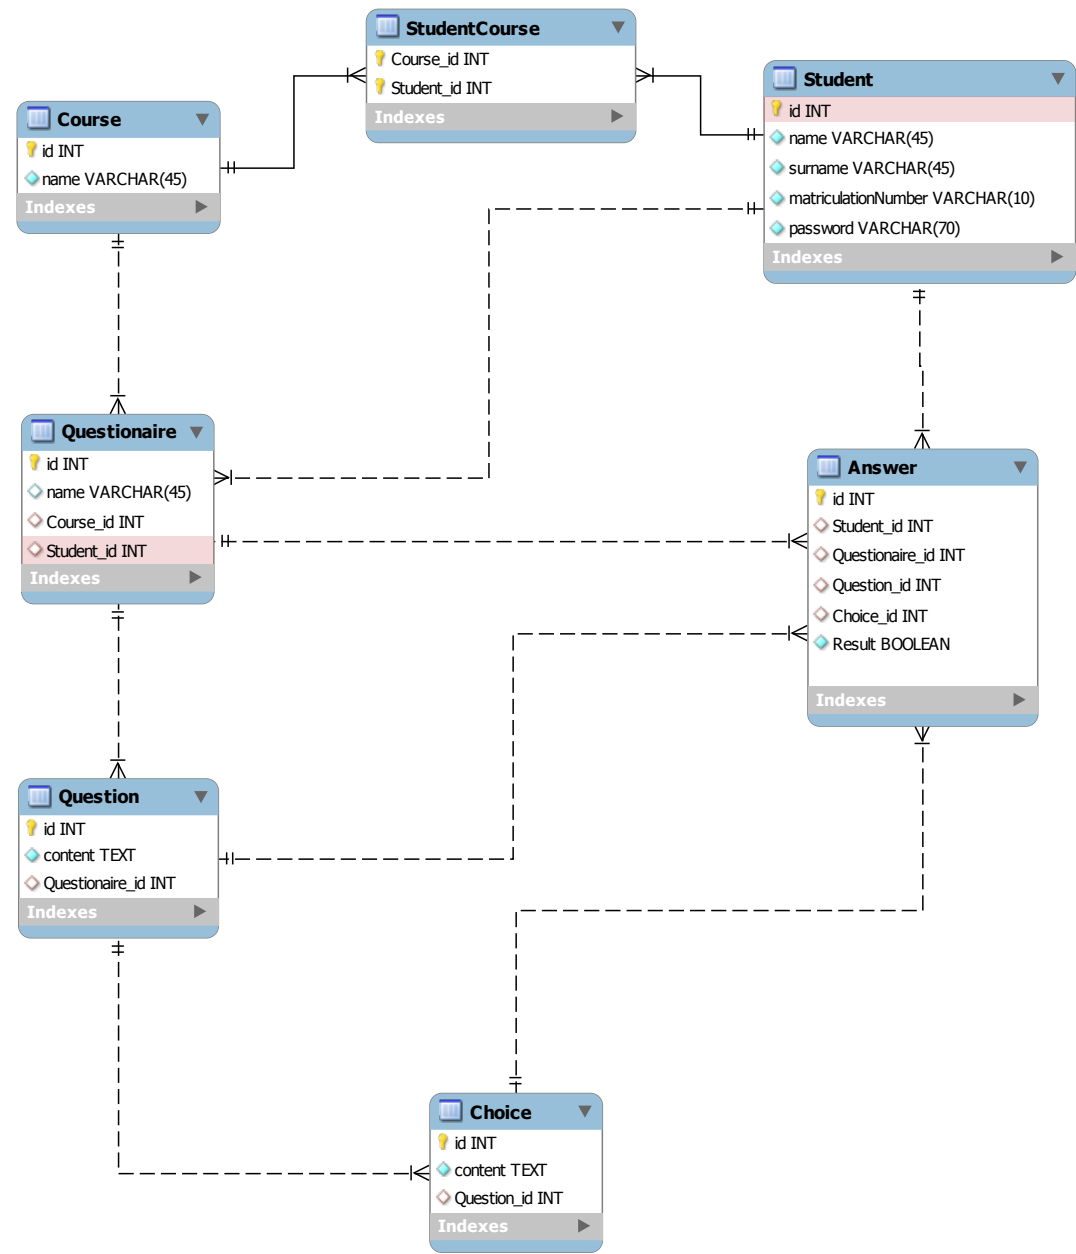 StudentCourse
Course_id INT
Student_id INT
Indexes
Student
id INT
name VARCHAR(45)
surname VARCHAR(45)
matriculationNumber VARCHAR(10)
password VARCHAR(70)
Indexes
Course
id INT
name VARCHAR(45)
Indexes
Questionaire
id INT
name VARCHAR(45)
Course_id INT
Student_id INT
Indexes
Answer
id INT
Student_id INT
Questionaire_id INT
Question_id INT
Choice_id INT
Result BOOLEAN
Indexes
Question
id INT
content TEXT
Questionaire_id INT
Indexes
Choice
id INT
content TEXT
Question_id INT
Indexes